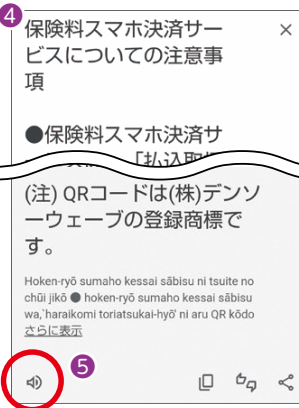 4
保険料スマホ決済サー
ビスについての注意事
項
●保険料スマホ決済サ
(注) QRコードは(株)デンソ
ーウェーブの登録商標で
す。
Hoken-ryō sumaho kessai sābisu ni tsuite no
chūi jikō ● hoken-ryō sumaho kessai sābisu
wa,`haraikomi toriatsukai-hyō' ni aru QR kōdo
さらに表示
5